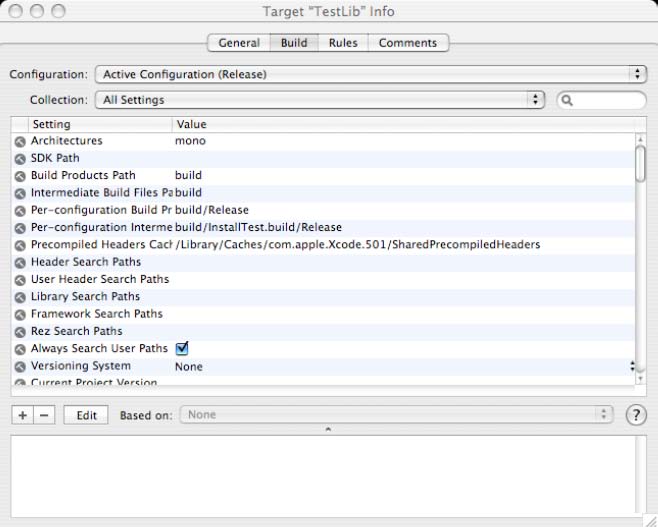 Target "TestLib" Info
General Build Rules Comments
Configuration: Active Configuration (Release)
Collection: All Settings
Setting Value
Architectures mono
SDK Path
Build Products Path build
Intermediate Build Files Pa build
Per-configuration Build Pr build/Release
Per-configuration Interme build/InstallTest.build/Release
Precompiled Headers Cach /Library/Caches/com.apple.Xcode.501/SharedPrecompiledHeaders
Header Search Paths
User Header Search Paths
Library Search Paths
Framework Search Paths
Rez Search Paths
Always Search User Paths
Versioning System None
Current Project Version
+ − Edit Based on: None ?